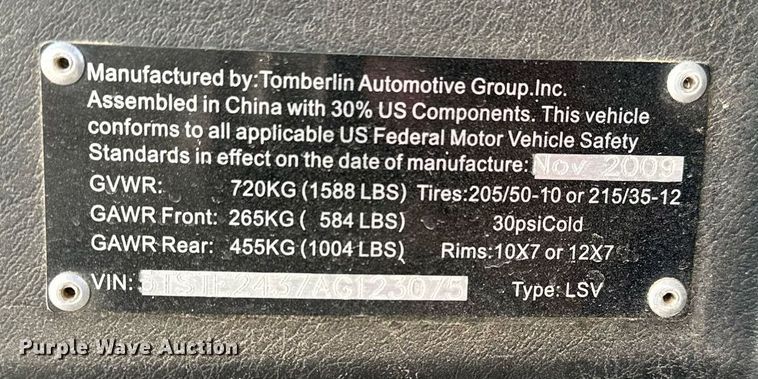 Manufactured by:Tomberlin Automotive Group.Inc.
Assembled in China with 30% US Components. This vehicle
conforms to all applicable US Federal Motor Vehicle Safety
Standards in effect on the date of manufacture: Nov 2009
GVWR: 720KG (1588 LBS) Tires:205/50-10 or 215/35-12
GAWR Front: 265KG ( 584 LBS) 30psiCold
GAWR Rear: 455KG (1004 LBS) Rims:10X7 or 12X7
VIN: Type: LSV
Purple Wave Auction